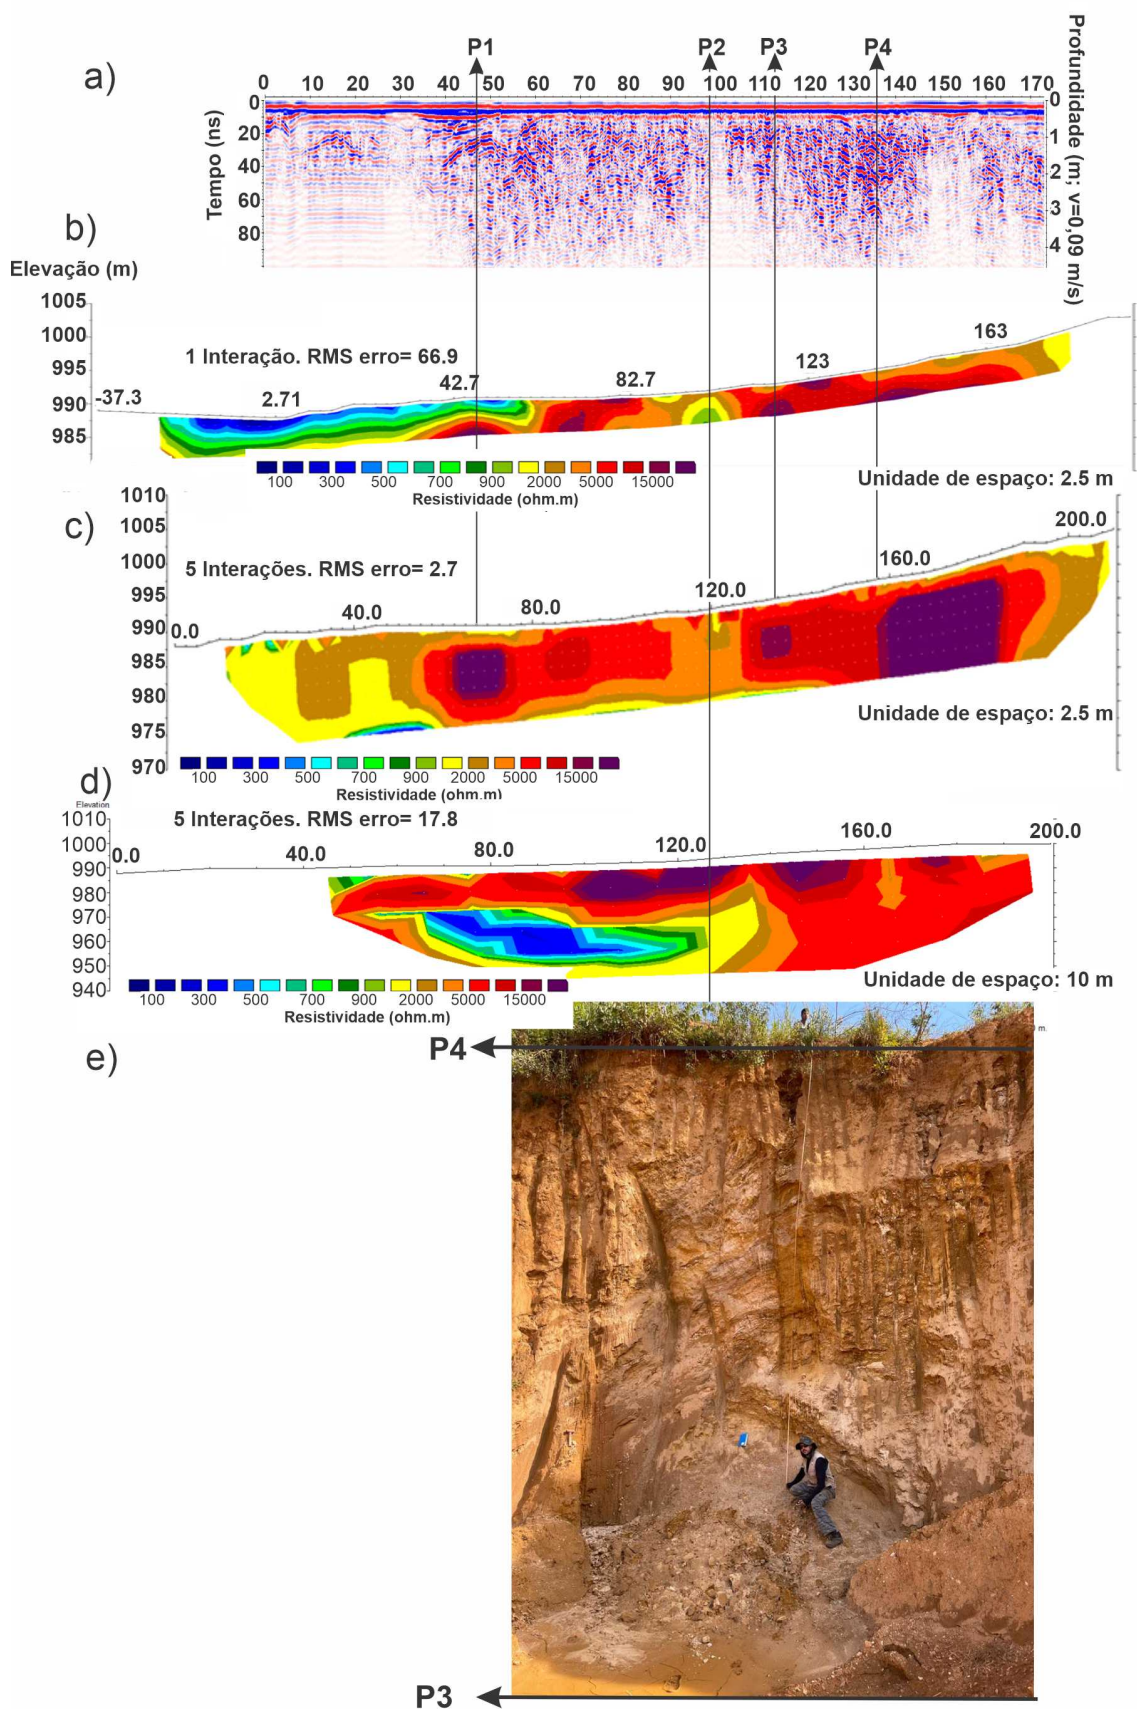 P1 P2 P3 P4
a)
0 10 20 30 40 50 60 70 80 90 100 110 120 130 140 150 160 170
Tempo (ns)
0
20
40
60
80
0
1
2
3
4
Profundidade (m; v=0,09 m/s)
b)
Elevação (m)
1005
1000
995
990
985
1 Interação. RMS erro= 66.9
-37.3 2.71 42.7 82.7 123 163
100 300 500 700 900 2000 5000 15000
Resistividade (ohm.m)
Unidade de espaço: 2.5 m
c)
1010
1005
1000
995
990
985
980
975
970
5 Interações. RMS erro= 2.7
0.0 40.0 80.0 120.0 160.0 200.0
Unidade de espaço: 2.5 m
100 300 500 700 900 2000 5000 15000
Resistividade (ohm.m)
d)
Elevation
1010
1000
990
980
970
960
950
940
5 Interações. RMS erro= 17.8
0.0 40.0 80.0 120.0 160.0 200.0
Unidade de espaço: 10 m
100 300 500 700 900 2000 5000 15000
Resistividade (ohm.m)
0 m.
e)
P4
P3